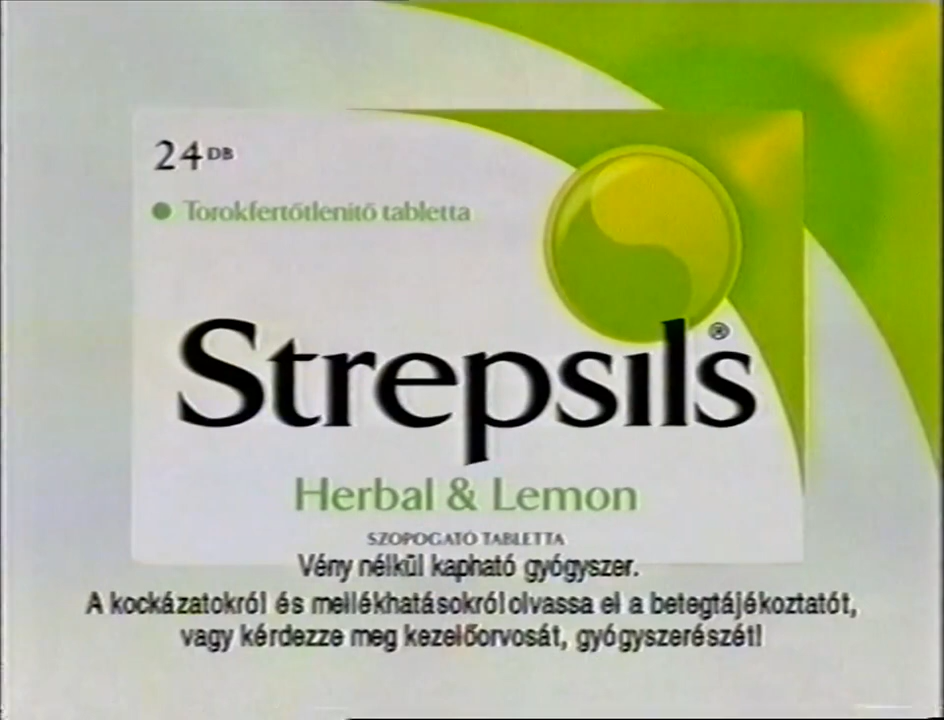 24 DB
● Torokfertőtlenítő tabletta
Strepsils®
Herbal & Lemon
SZOPOGATÓ TABLETTA
Vény nélkül kapható gyógyszer.
A kockázatokról és mellékhatásokról olvassa el a betegtájékoztatót,
vagy kérdezze meg kezelőorvosát, gyógyszerészét!